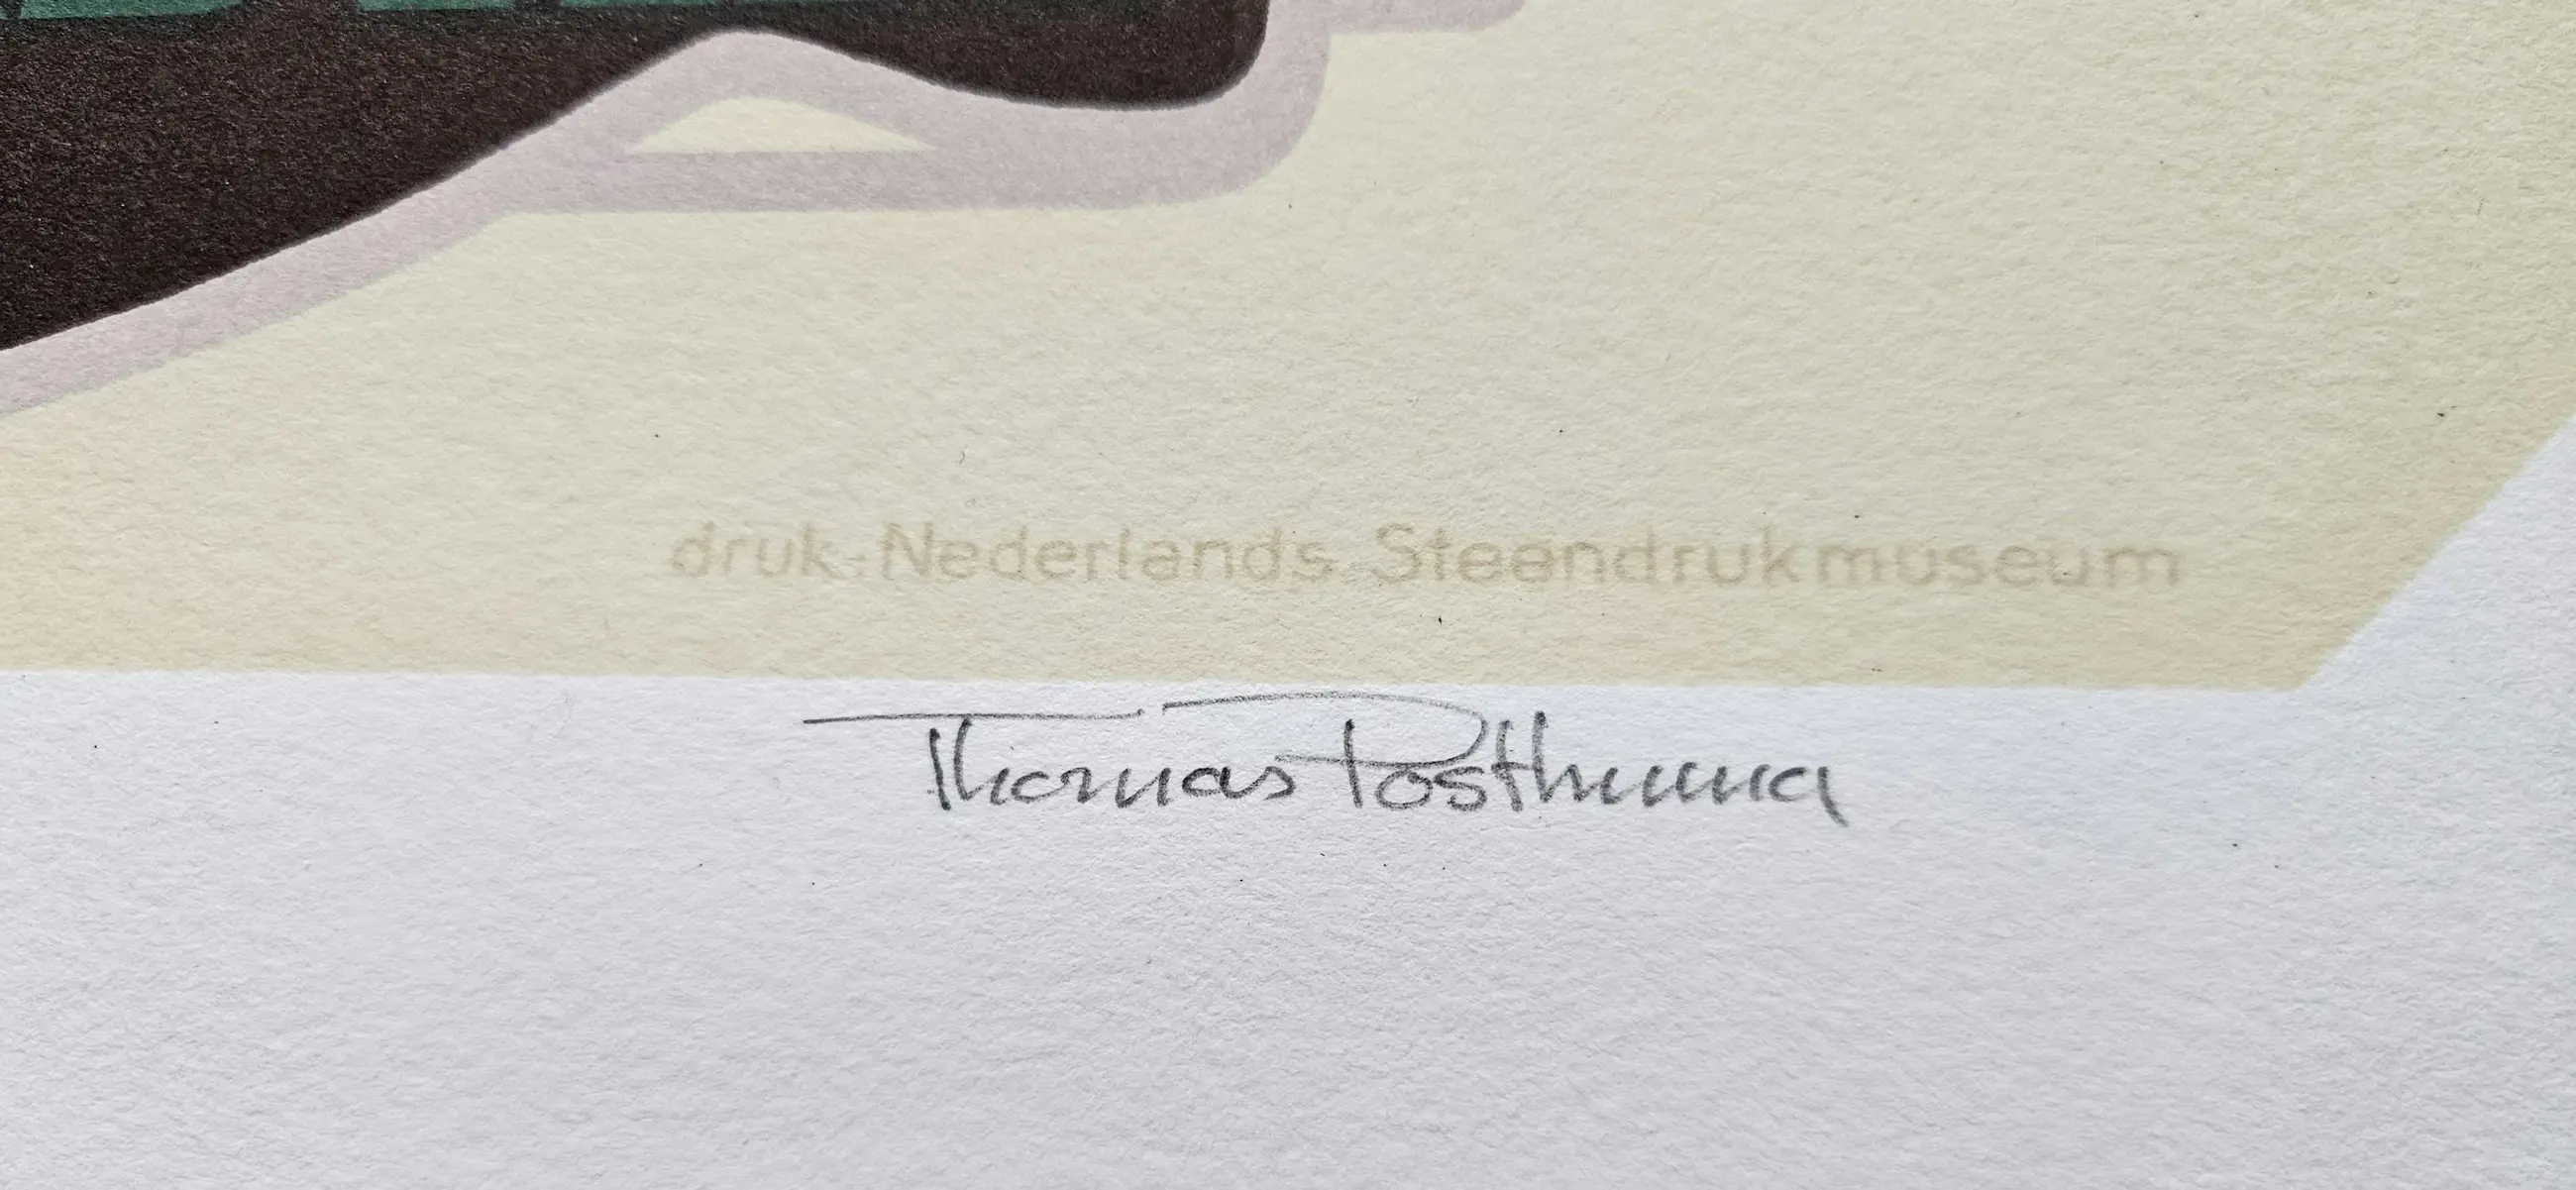 druk: Nederlands Steendrukmuseum
Thomas Posthuma